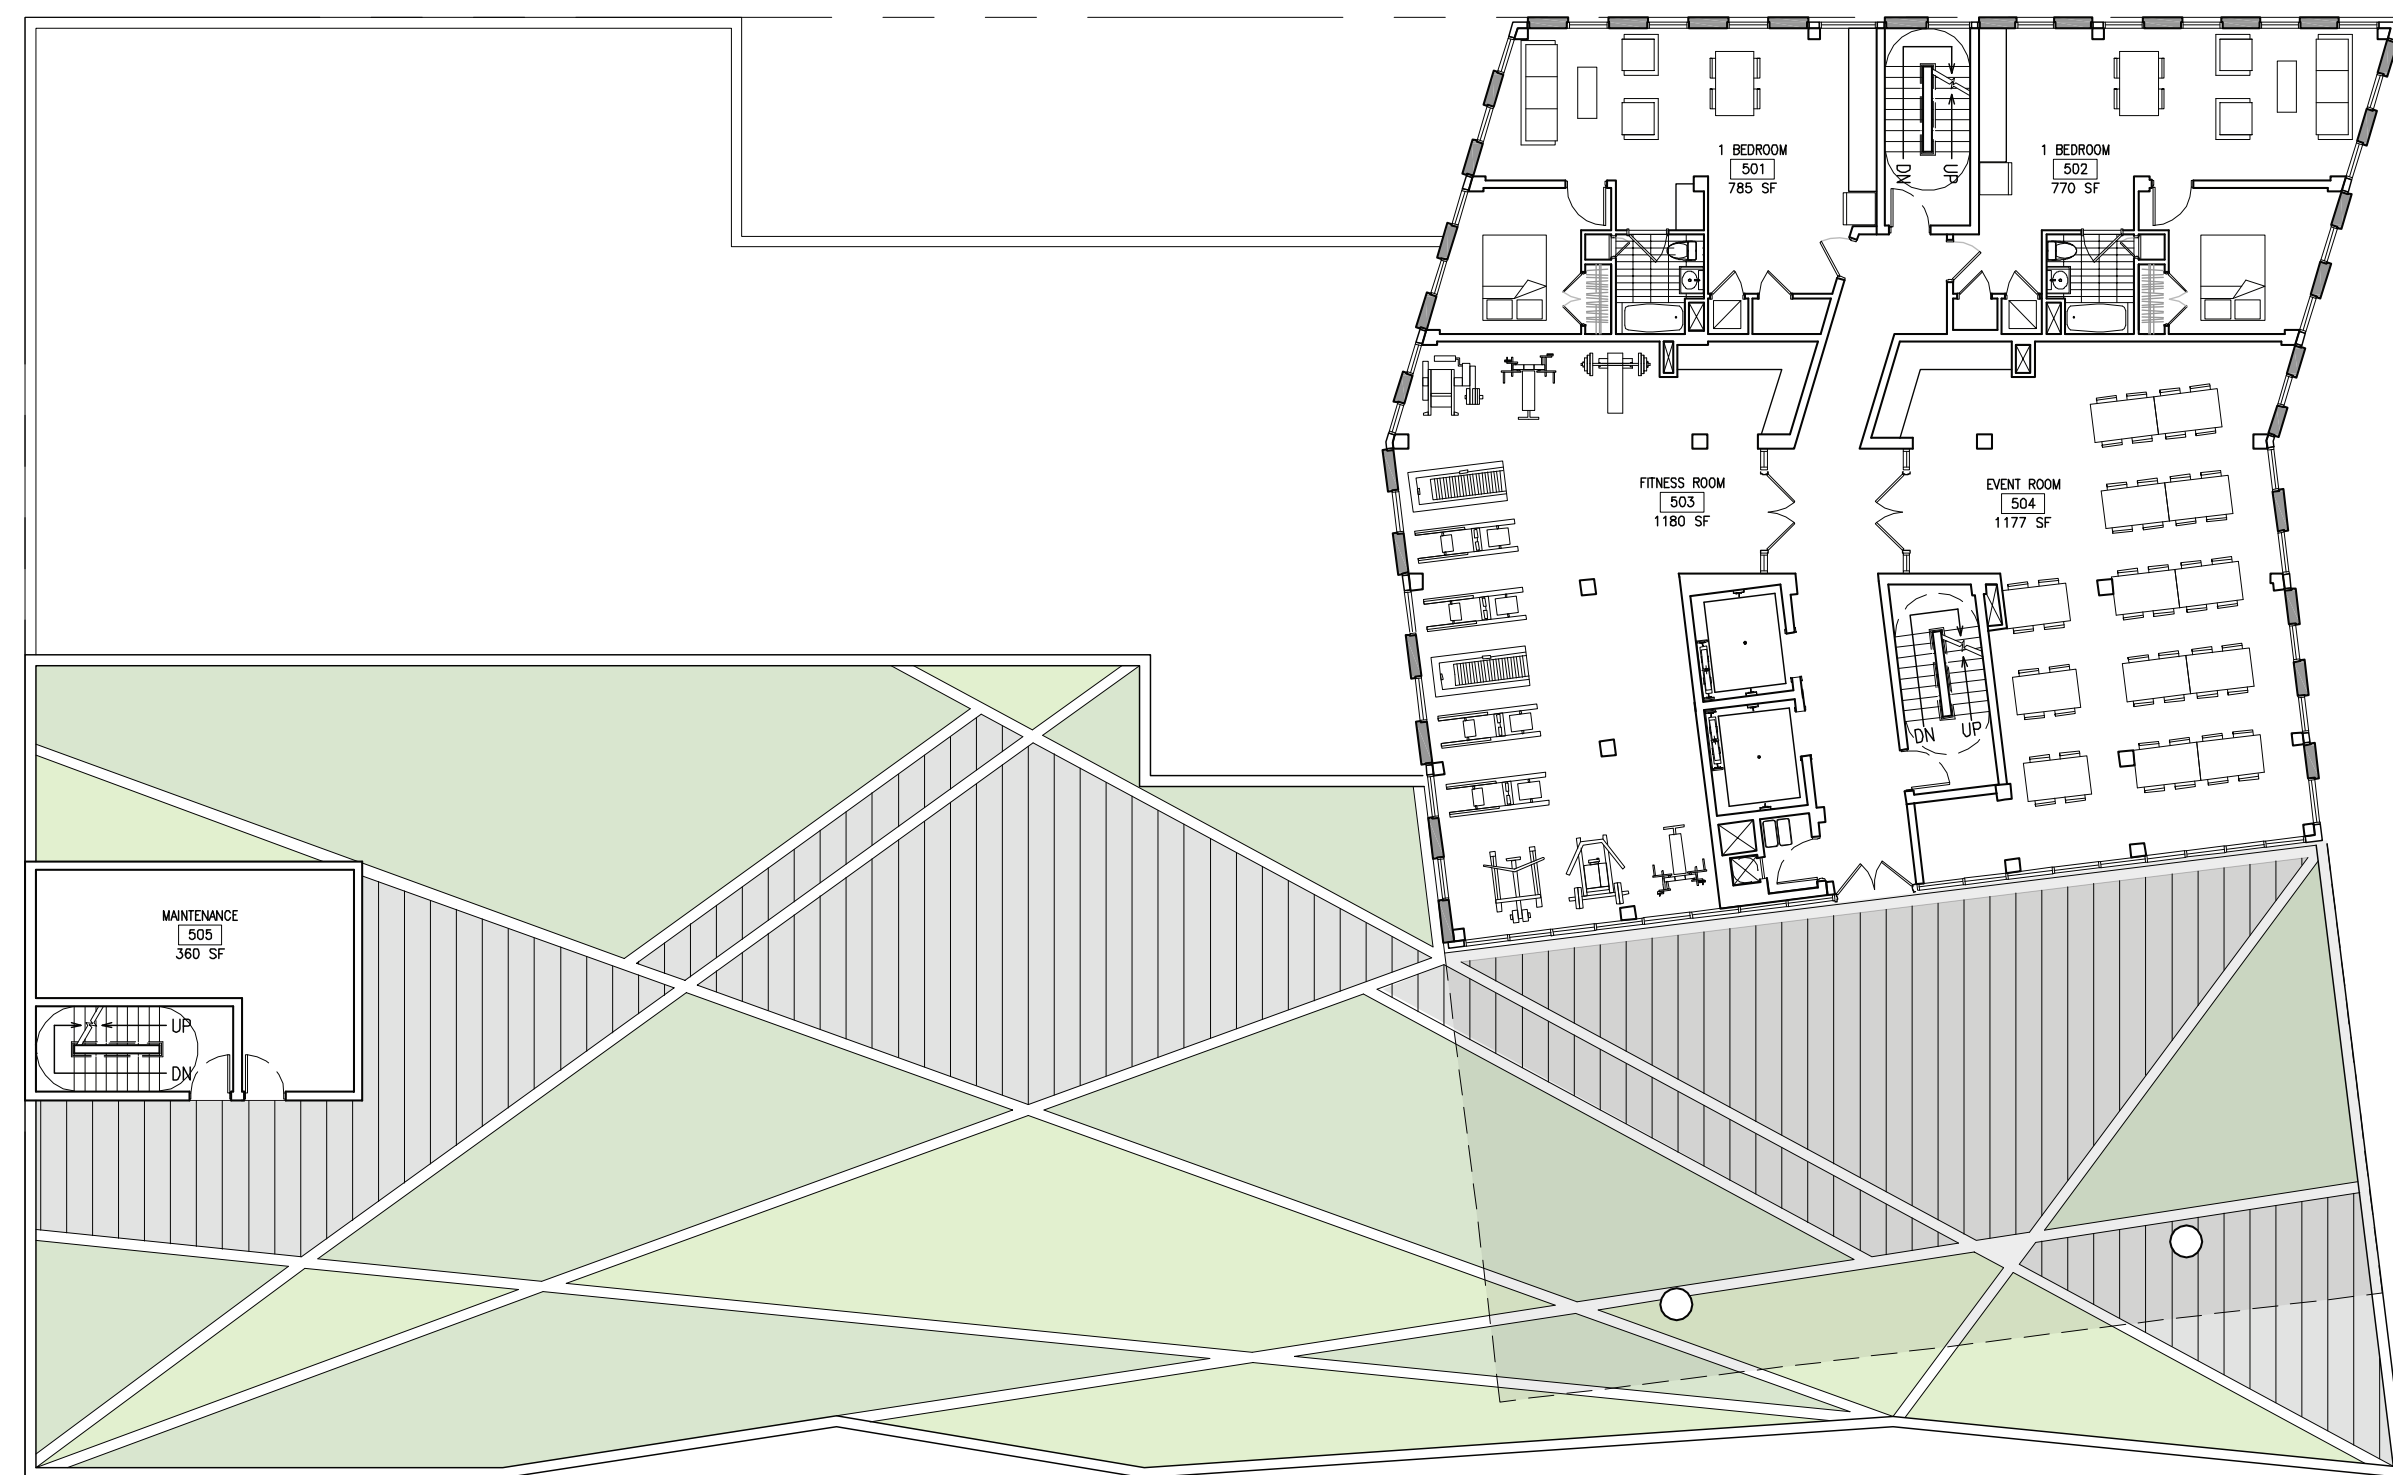 1 BEDROOM
501
785 SF
DN
UP
1 BEDROOM
502
770 SF
FITNESS ROOM
503
1180 SF
EVENT ROOM
504
1177 SF
DN
UP
MAINTENANCE
505
360 SF
UP
DN